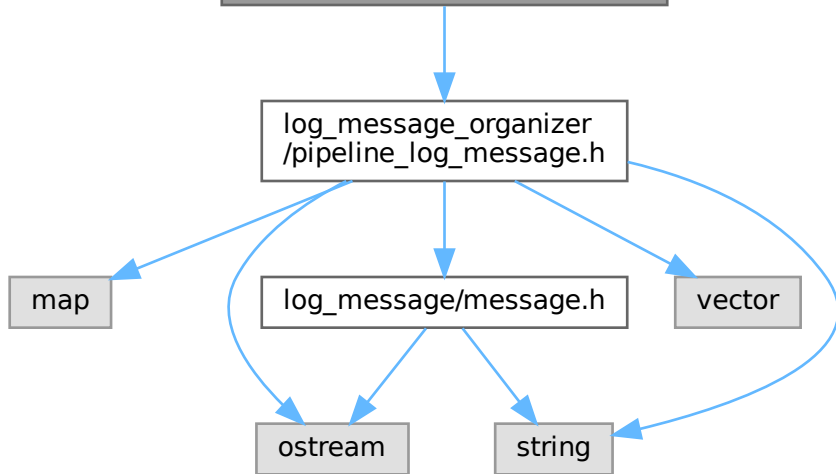 log_message_organizer
/pipeline_log_message.h
map
log_message/message.h
vector
ostream
string